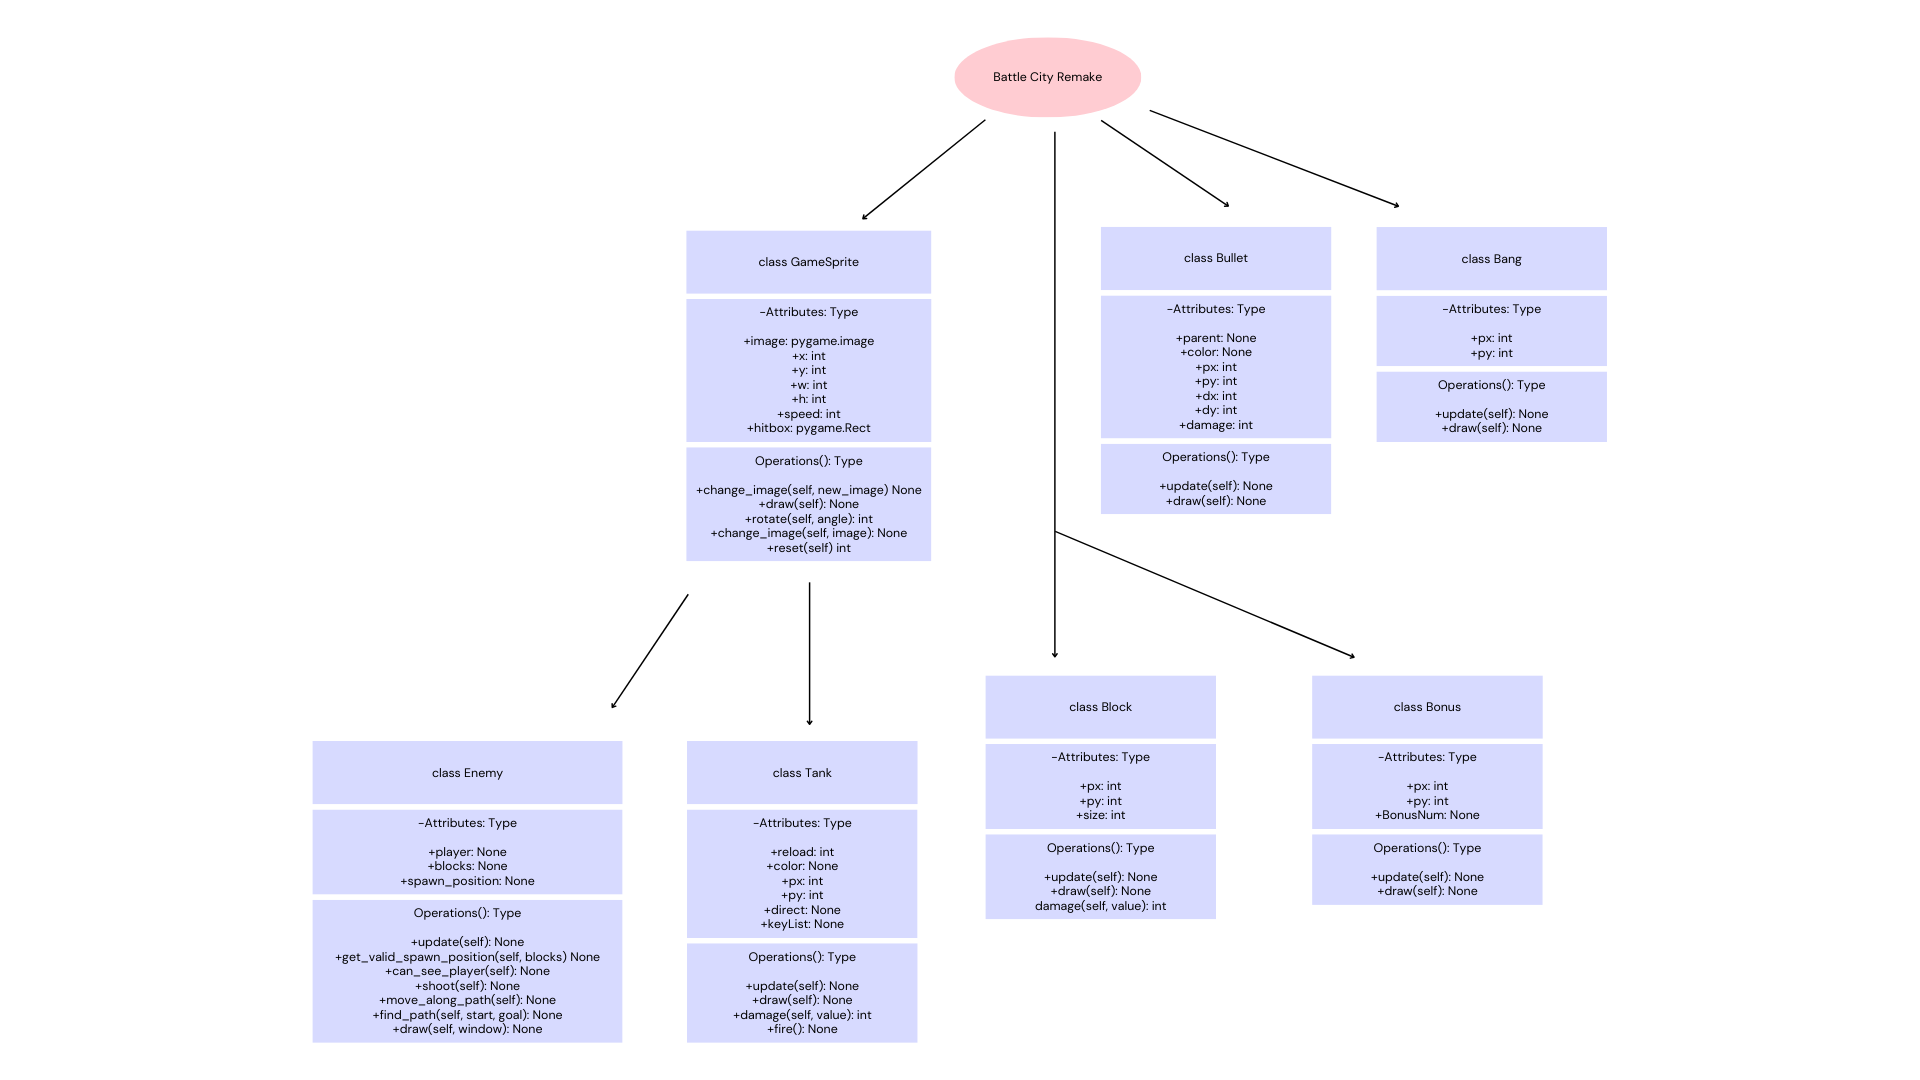 Battle City Remake
class GameSprite
-Attributes: Type
+image: pygame.image
+x: int
+y: int
+w: int
+h: int
+speed: int
+hitbox: pygame.Rect
Operations(): Type
+change_image(self, new_image) None
+draw(self): None
+rotate(self, angle): int
+change_image(self, image): None
+reset(self) int
class Bullet
-Attributes: Type
+parent: None
+color: None
+px: int
+py: int
+dx: int
+dy: int
+damage: int
Operations(): Type
+update(self): None
+draw(self): None
class Bang
-Attributes: Type
+px: int
+py: int
Operations(): Type
+update(self): None
+draw(self): None
class Enemy
-Attributes: Type
+player: None
+blocks: None
+spawn_position: None
Operations(): Type
+update(self): None
+get_valid_spawn_position(self, blocks) None
+can_see_player(self): None
+shoot(self): None
+move_along_path(self): None
+find_path(self, start, goal): None
+draw(self, window): None
class Tank
-Attributes: Type
+reload: int
+color: None
+px: int
+py: int
+direct: None
+keyList: None
Operations(): Type
+update(self): None
+draw(self): None
+damage(self, value): int
+fire(): None
class Block
-Attributes: Type
+px: int
+py: int
+size: int
Operations(): Type
+update(self): None
+draw(self): None
damage(self, value): int
class Bonus
-Attributes: Type
+px: int
+py: int
+BonusNum: None
Operations(): Type
+update(self): None
+draw(self): None